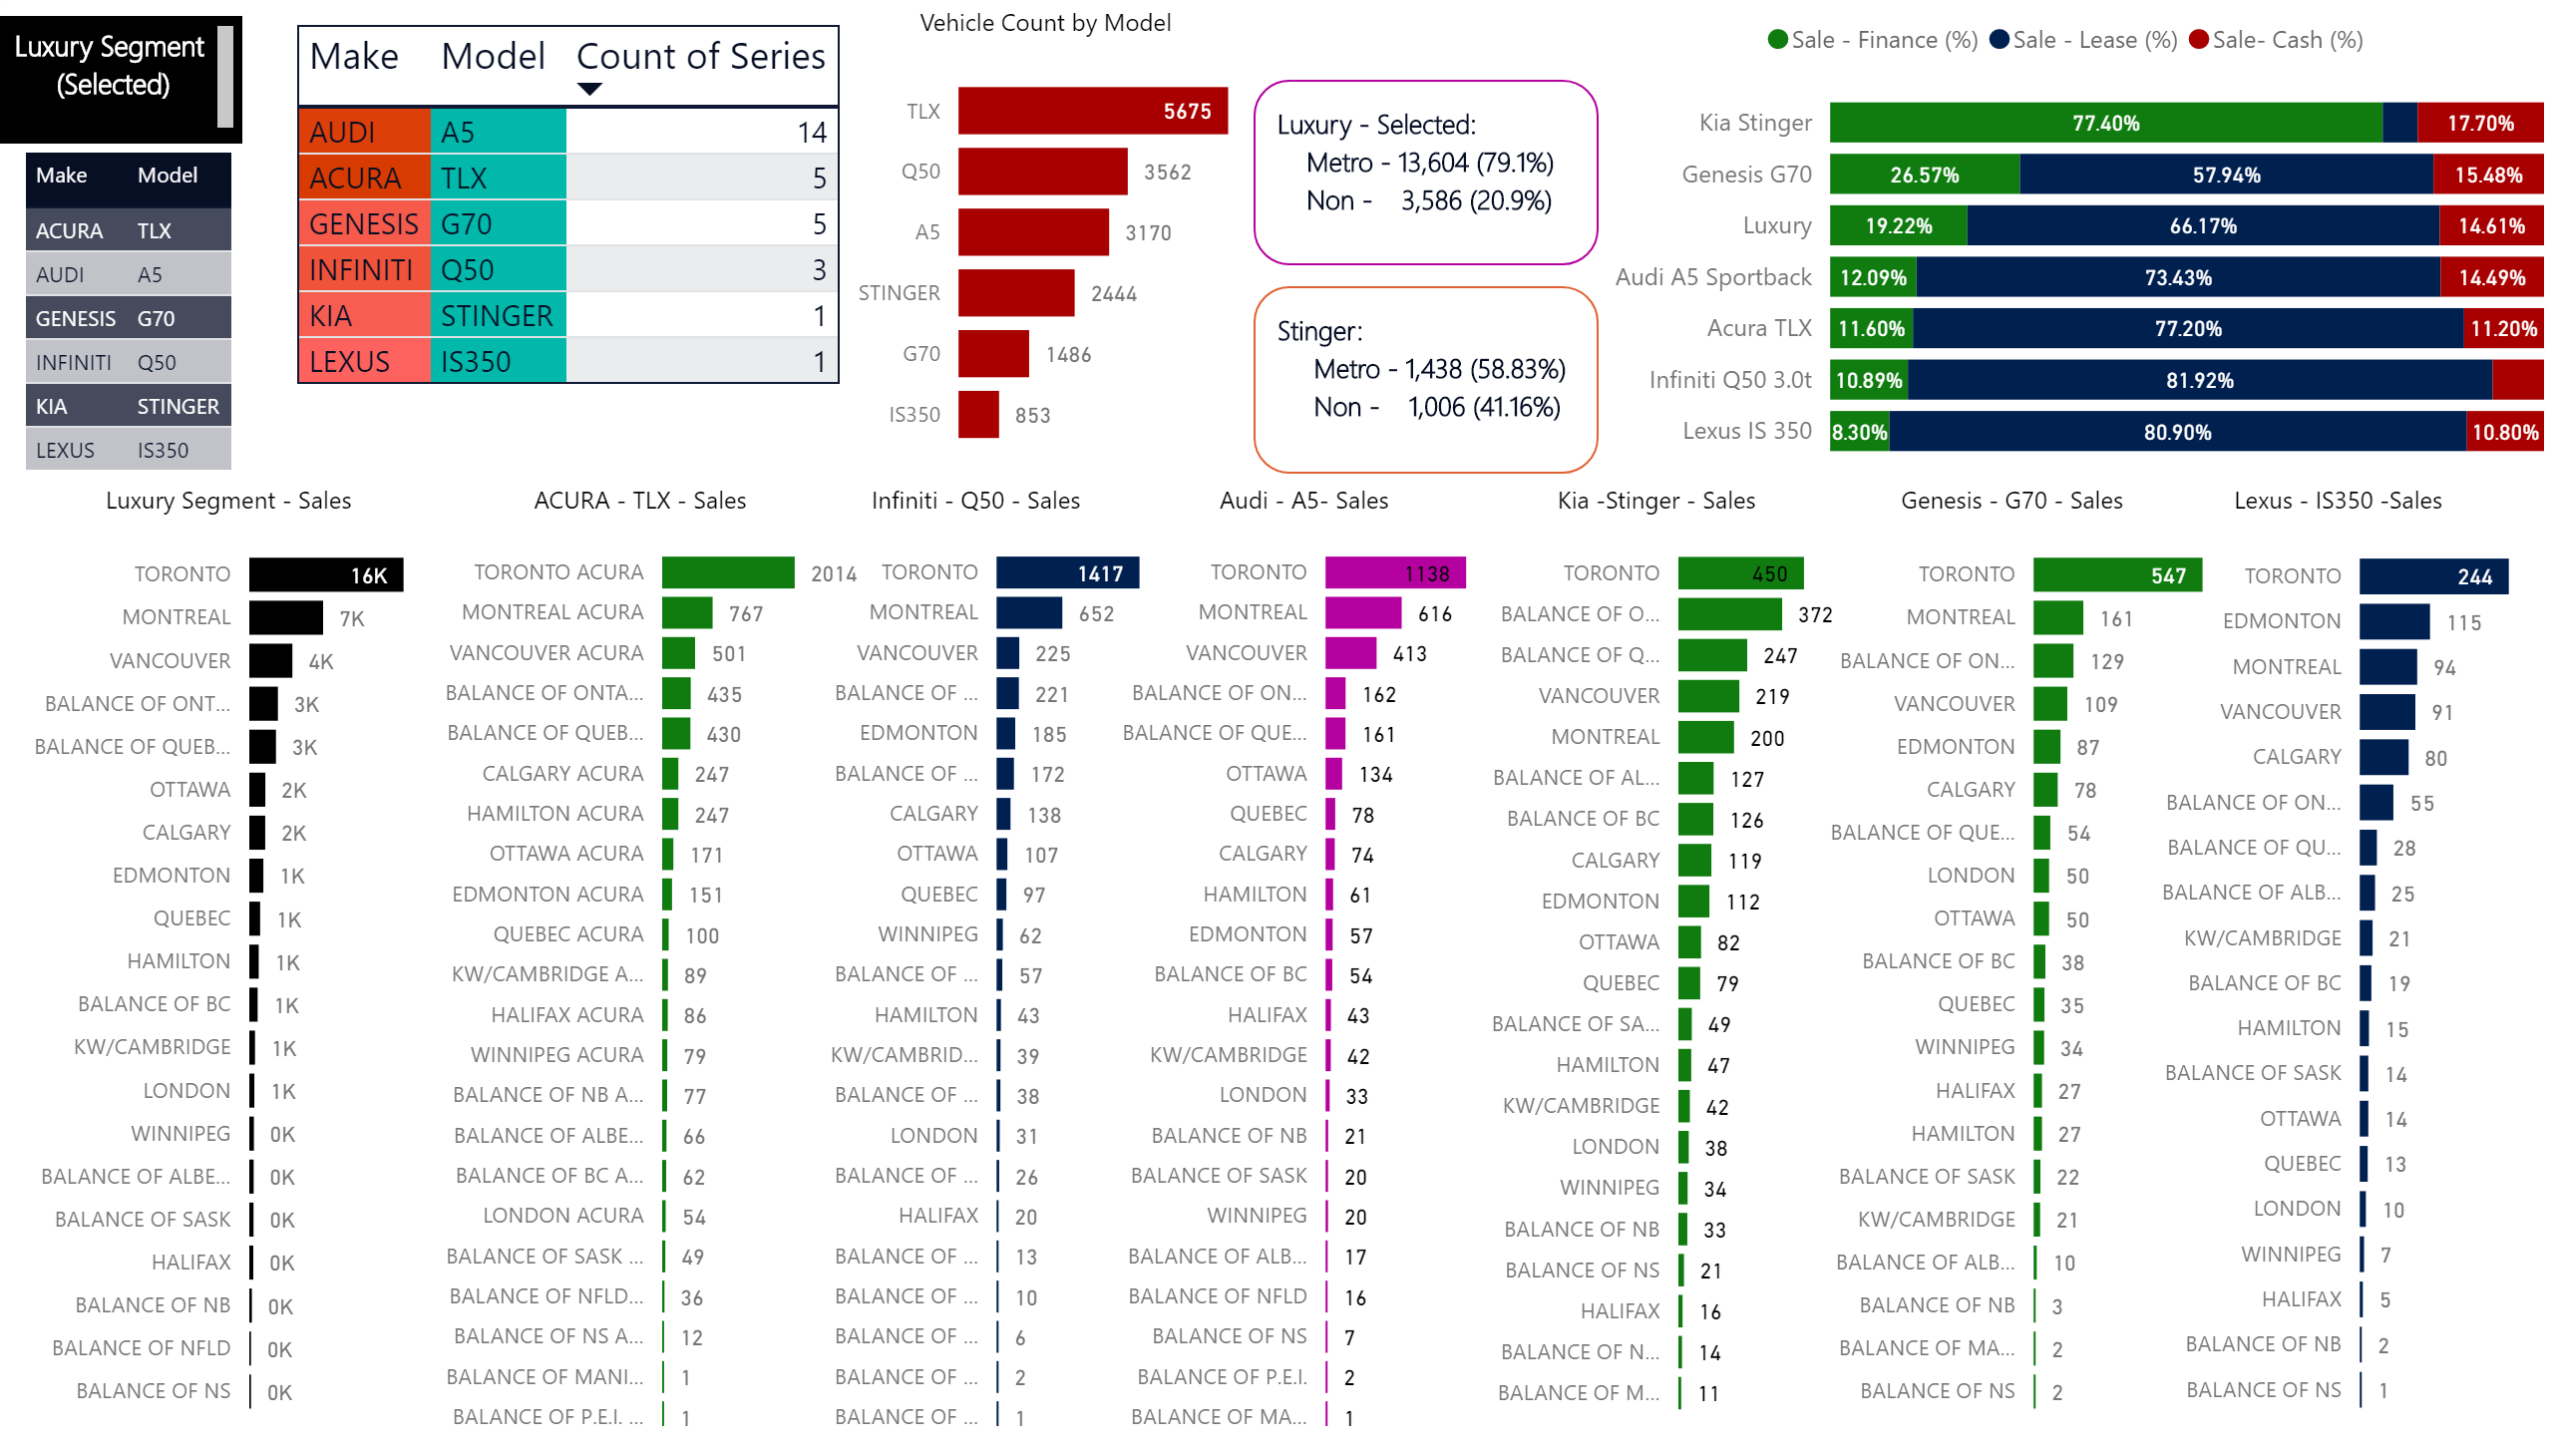 Luxury Segment
(Selected)
Make Model
ACURA TLX
AUDI A5
GENESIS G70
INFINITI Q50
KIA STINGER
LEXUS IS350
Make Model Count of Series
AUDI A5 14
ACURA TLX 5
GENESIS G70 5
INFINITI Q50 3
KIA STINGER 1
LEXUS IS350 1
Vehicle Count by Model
TLX 5675
Q50 3562
A5 3170
STINGER 2444
G70 1486
IS350 853
Luxury - Selected:
Metro - 13,604 (79.1%)
Non - 3,586 (20.9%)
Stinger:
Metro - 1,438 (58.83%)
Non - 1,006 (41.16%)
Sale - Finance (%) Sale - Lease (%) Sale- Cash (%)
Kia Stinger 77.40% 17.70%
Genesis G70 26.57% 57.94% 15.48%
Luxury 19.22% 66.17% 14.61%
Audi A5 Sportback 12.09% 73.43% 14.49%
Acura TLX 11.60% 77.20% 11.20%
Infiniti Q50 3.0t 10.89% 81.92%
Lexus IS 350 8.30% 80.90% 10.80%
Luxury Segment - Sales
TORONTO 16K
MONTREAL 7K
VANCOUVER 4K
BALANCE OF ONT... 3K
BALANCE OF QUEB... 3K
OTTAWA 2K
CALGARY 2K
EDMONTON 1K
QUEBEC 1K
HAMILTON 1K
BALANCE OF BC 1K
KW/CAMBRIDGE 1K
LONDON 1K
WINNIPEG 0K
BALANCE OF ALBE... 0K
BALANCE OF SASK 0K
HALIFAX 0K
BALANCE OF NB 0K
BALANCE OF NFLD 0K
BALANCE OF NS 0K
ACURA - TLX - Sales
TORONTO ACURA 2014
MONTREAL ACURA 767
VANCOUVER ACURA 501
BALANCE OF ONTA... 435
BALANCE OF QUEB... 430
CALGARY ACURA 247
HAMILTON ACURA 247
OTTAWA ACURA 171
EDMONTON ACURA 151
QUEBEC ACURA 100
KW/CAMBRIDGE A... 89
HALIFAX ACURA 86
WINNIPEG ACURA 79
BALANCE OF NB A... 77
BALANCE OF ALBE... 66
BALANCE OF BC A... 62
LONDON ACURA 54
BALANCE OF SASK ... 49
BALANCE OF NFLD... 36
BALANCE OF NS A... 12
BALANCE OF MANI... 1
BALANCE OF P.E.I. ... 1
Infiniti - Q50 - Sales
TORONTO 1417
MONTREAL 652
VANCOUVER 225
BALANCE OF ... 221
EDMONTON 185
BALANCE OF ... 172
CALGARY 138
OTTAWA 107
QUEBEC 97
WINNIPEG 62
BALANCE OF ... 57
HAMILTON 43
KW/CAMBRID... 39
BALANCE OF ... 38
LONDON 31
BALANCE OF ... 26
HALIFAX 20
BALANCE OF ... 13
BALANCE OF ... 10
BALANCE OF ... 6
BALANCE OF ... 2
BALANCE OF ... 1
Audi - A5- Sales
TORONTO 1138
MONTREAL 616
VANCOUVER 413
BALANCE OF ON... 162
BALANCE OF QUE... 161
OTTAWA 134
QUEBEC 78
CALGARY 74
HAMILTON 61
EDMONTON 57
BALANCE OF BC 54
HALIFAX 43
KW/CAMBRIDGE 42
LONDON 33
BALANCE OF NB 21
BALANCE OF SASK 20
WINNIPEG 20
BALANCE OF ALB... 17
BALANCE OF NFLD 16
BALANCE OF NS 7
BALANCE OF P.E.I. 2
BALANCE OF MA... 1
Kia -Stinger - Sales
TORONTO 450
BALANCE OF O... 372
BALANCE OF Q... 247
VANCOUVER 219
MONTREAL 200
BALANCE OF AL... 127
BALANCE OF BC 126
CALGARY 119
EDMONTON 112
OTTAWA 82
QUEBEC 79
BALANCE OF SA... 49
HAMILTON 47
KW/CAMBRIDGE 42
LONDON 38
WINNIPEG 34
BALANCE OF NB 33
BALANCE OF NS 21
HALIFAX 16
BALANCE OF N... 14
BALANCE OF M... 11
Genesis - G70 - Sales
TORONTO 547
MONTREAL 161
BALANCE OF ON... 129
VANCOUVER 109
EDMONTON 87
CALGARY 78
BALANCE OF QUE... 54
LONDON 50
OTTAWA 50
BALANCE OF BC 38
QUEBEC 35
WINNIPEG 34
HALIFAX 27
HAMILTON 27
BALANCE OF SASK 22
KW/CAMBRIDGE 21
BALANCE OF ALB... 10
BALANCE OF NB 3
BALANCE OF MA... 2
BALANCE OF NS 2
Lexus - IS350 -Sales
TORONTO 244
EDMONTON 115
MONTREAL 94
VANCOUVER 91
CALGARY 80
BALANCE OF ON... 55
BALANCE OF QU... 28
BALANCE OF ALB... 25
KW/CAMBRIDGE 21
BALANCE OF BC 19
HAMILTON 15
BALANCE OF SASK 14
OTTAWA 14
QUEBEC 13
LONDON 10
WINNIPEG 7
HALIFAX 5
BALANCE OF NB 2
BALANCE OF NS 1